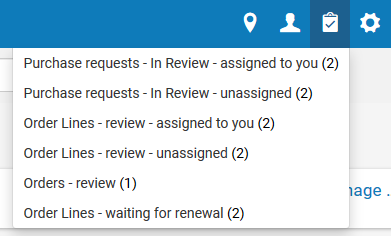 Purchase requests - In Review - assigned to you (2)
Purchase requests - In Review - unassigned (2)
Order Lines - review - assigned to you (2)
Order Lines - review - unassigned (2)
Orders - review (1)
Order Lines - waiting for renewal (2)